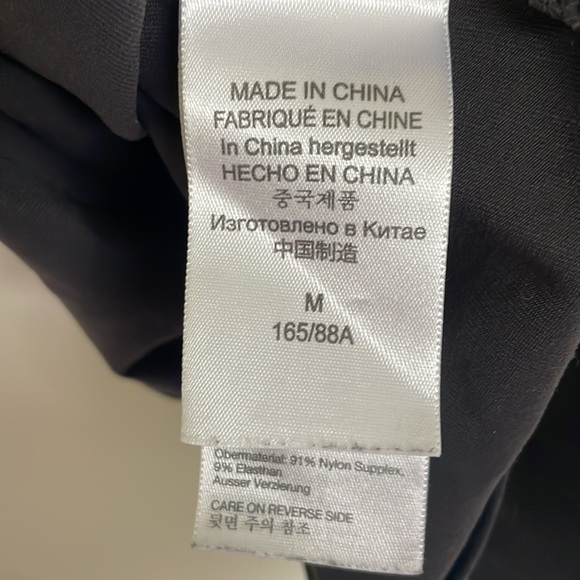 MADE IN CHINA
FABRIQUÉ EN CHINE
In China hergestellt
HECHO EN CHINA
중국제품
Изготовлено в Китае
中国制造
M
165/88A
Obermaterial: 91% Nylon Supplex,
9% Elasthan
Ausser Verzierung
CARE ON REVERSE SIDE
뒷면 주의 참조